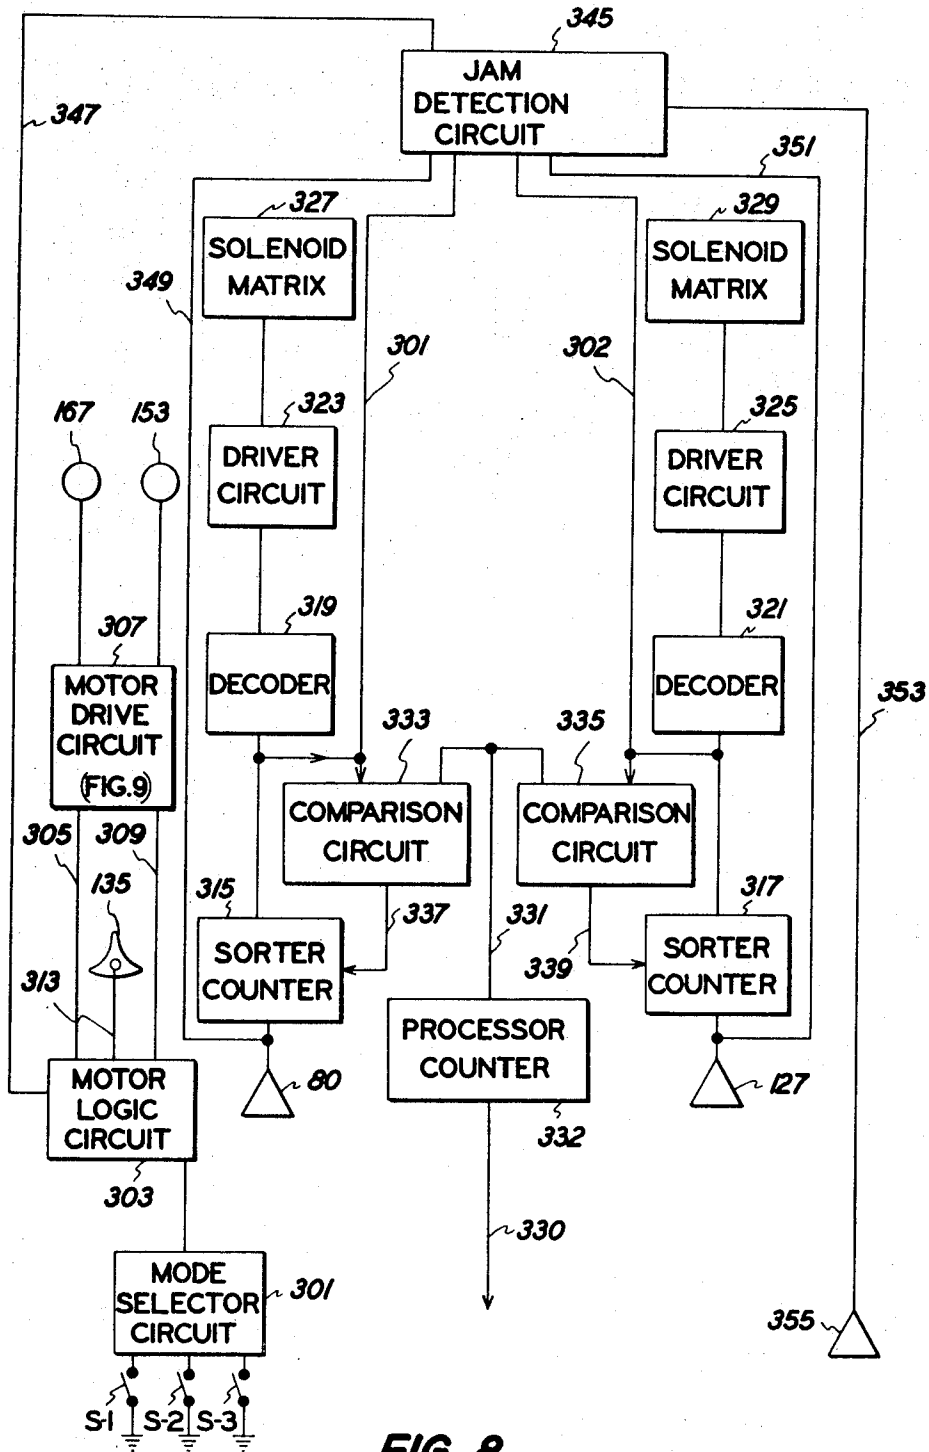 345
JAM
DETECTION
CIRCUIT
347
351
327
329
SOLENOID
MATRIX
SOLENOID
MATRIX
349
301
302
167
153
323
325
DRIVER
CIRCUIT
DRIVER
CIRCUIT
319
321
307
DECODER
DECODER
353
MOTOR
DRIVE
CIRCUIT
(FIG.9)
333
335
COMPARISON
CIRCUIT
COMPARISON
CIRCUIT
305
309
135
315
337
331
339
317
SORTER
COUNTER
SORTER
COUNTER
313
PROCESSOR
COUNTER
MOTOR
LOGIC
CIRCUIT
80
127
332
303
330
MODE
SELECTOR
CIRCUIT
301
355
S-1
S-2
S-3
FIG. 8